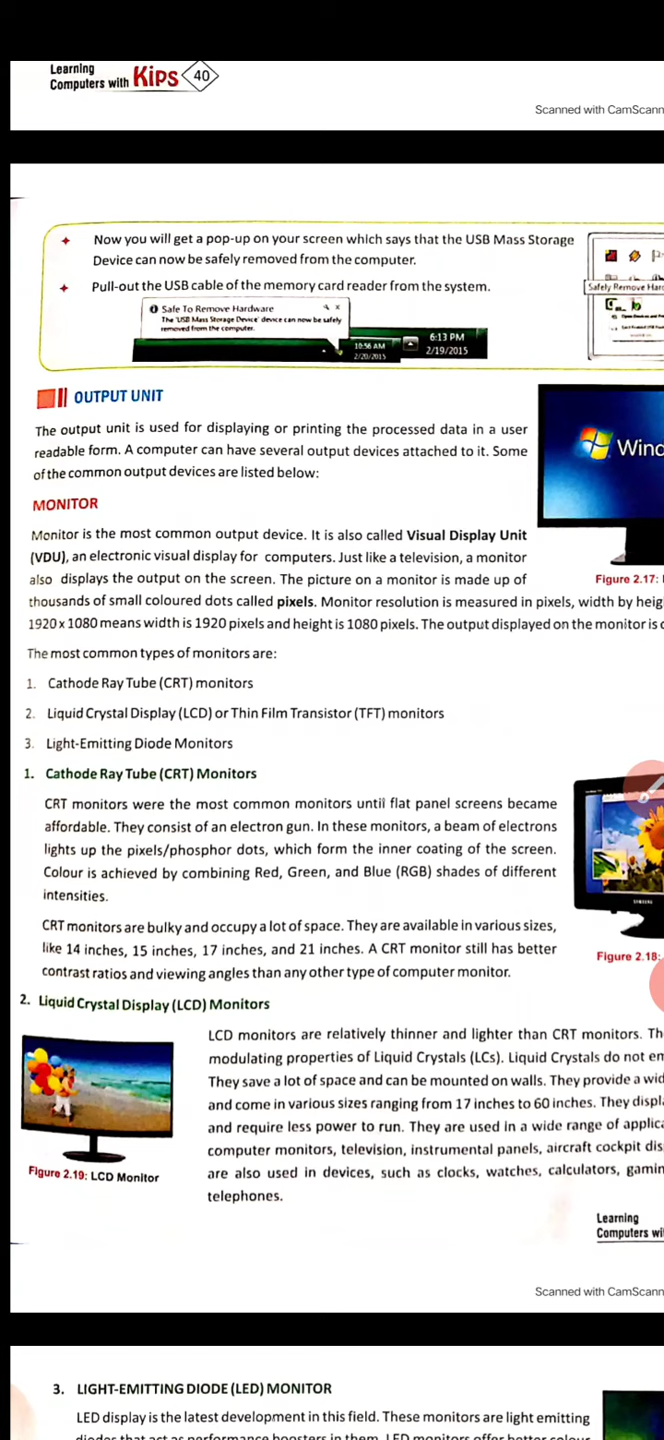 Learning
Computers with Kips 40
Scanned with CamScann
Now you will get a pop-up on your screen which says that the USB Mass Storage
Device can now be safely removed from the computer.
Pull-out the USB cable of the memory card reader from the system.
Safely Remove Hard
Safe To Remove Hardware
The 'USB Mass Storage Device' device can now be safely
removed from the computer.
10:56 AM
2/20/2015
6:13 PM
2/19/2015
OUTPUT UNIT
The output unit is used for displaying or printing the processed data in a user
readable form. A computer can have several output devices attached to it. Some
of the common output devices are listed below:
Wind
MONITOR
Monitor is the most common output device. It is also called Visual Display Unit
(VDU), an electronic visual display for computers. Just like a television, a monitor
also displays the output on the screen. The picture on a monitor is made up of
Figure 2.17:
thousands of small coloured dots called pixels. Monitor resolution is measured in pixels, width by heig
1920 x 1080 means width is 1920 pixels and height is 1080 pixels. The output displayed on the monitor is
The most common types of monitors are:
1. Cathode Ray Tube (CRT) monitors
2. Liquid Crystal Display (LCD) or Thin Film Transistor (TFT) monitors
3. Light-Emitting Diode Monitors
1. Cathode Ray Tube (CRT) Monitors
CRT monitors were the most common monitors until flat panel screens became
affordable. They consist of an electron gun. In these monitors, a beam of electrons
lights up the pixels/phosphor dots, which form the inner coating of the screen.
Colour is achieved by combining Red, Green, and Blue (RGB) shades of different
intensities.
SAMSUNG
CRT monitors are bulky and occupy a lot of space. They are available in various sizes,
like 14 inches, 15 inches, 17 inches, and 21 inches. A CRT monitor still has better
contrast ratios and viewing angles than any other type of computer monitor.
Figure 2.18:
2. Liquid Crystal Display (LCD) Monitors
LCD monitors are relatively thinner and lighter than CRT monitors. Th
modulating properties of Liquid Crystals (LCs). Liquid Crystals do not em
They save a lot of space and can be mounted on walls. They provide a wid
and come in various sizes ranging from 17 inches to 60 inches. They displ
and require less power to run. They are used in a wide range of applica
computer monitors, television, instrumental panels, aircraft cockpit dis
are also used in devices, such as clocks, watches, calculators, gamin
telephones.
Figure 2.19: LCD Monitor
Learning
Computers wi
Scanned with CamScann
3. LIGHT-EMITTING DIODE (LED) MONITOR
LED display is the latest development in this field. These monitors are light emitting
diodes that act as performance boosters in them. LED monitors offer better colour